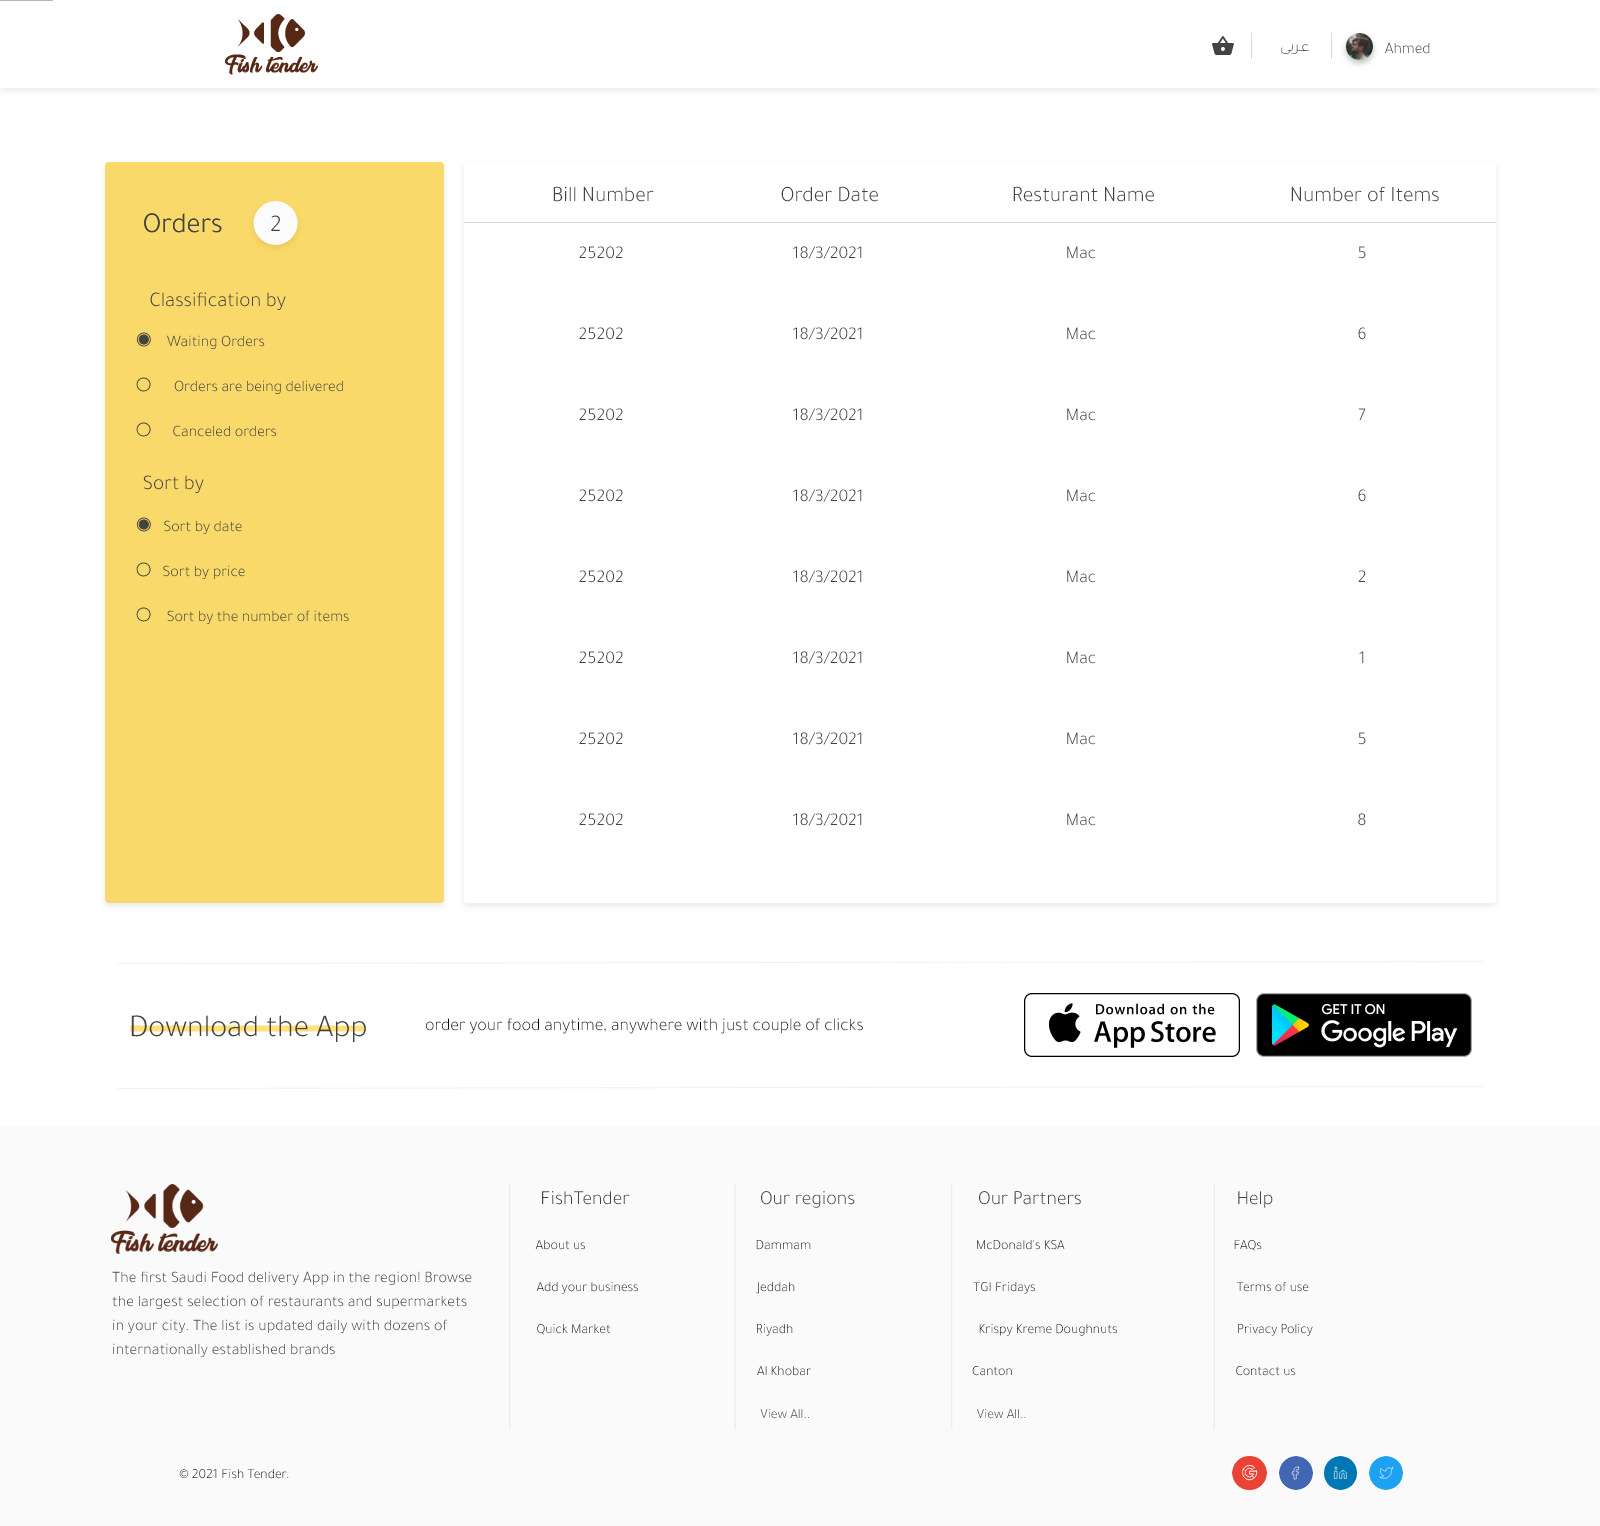 Fish tender
عربى
Ahmed
Orders 2
Classification by
Waiting Orders
Orders are being delivered
Canceled orders
Sort by
Sort by date
Sort by price
Sort by the number of items
Bill Number Order Date Resturant Name Number of Items
25202 18/3/2021 Mac 5
25202 18/3/2021 Mac 6
25202 18/3/2021 Mac 7
25202 18/3/2021 Mac 6
25202 18/3/2021 Mac 2
25202 18/3/2021 Mac 1
25202 18/3/2021 Mac 5
25202 18/3/2021 Mac 8
Download the App
order your food anytime, anywhere with just couple of clicks
Download on the
App Store
GET IT ON
Google Play
Fish tender
The first Saudi Food delivery App in the region! Browse
the largest selection of restaurants and supermarkets
in your city. The list is updated daily with dozens of
internationally established brands
FishTender
About us
Add your business
Quick Market
Our regions
Dammam
Jeddah
Riyadh
Al Khobar
View All..
Our Partners
McDonald's KSA
TGI Fridays
Krispy Kreme Doughnuts
Canton
View All..
Help
FAQs
Terms of use
Privacy Policy
Contact us
© 2021 Fish Tender.